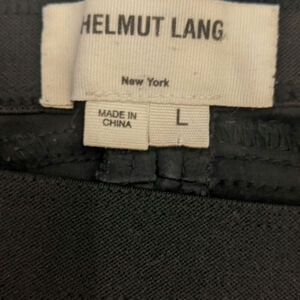 HELMUT LANG
New York
MADE IN
CHINA
L